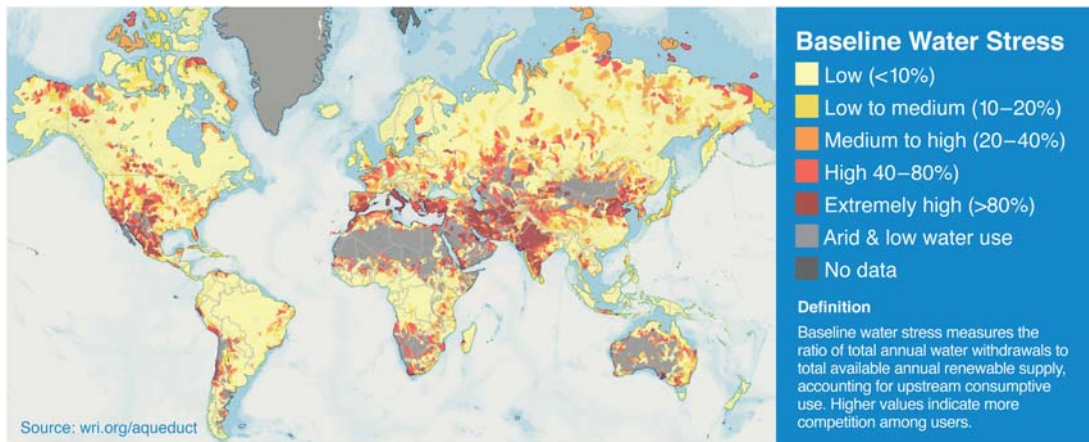 Baseline Water Stress
Low (<10%)
Low to medium (10–20%)
Medium to high (20–40%)
High 40–80%)
Extremely high (>80%)
Arid & low water use
No data
Definition
Baseline water stress measures the
ratio of total annual water withdrawals to
total available annual renewable supply,
accounting for upstream consumptive
use. Higher values indicate more
competition among users.
Source: wri.org/aqueduct